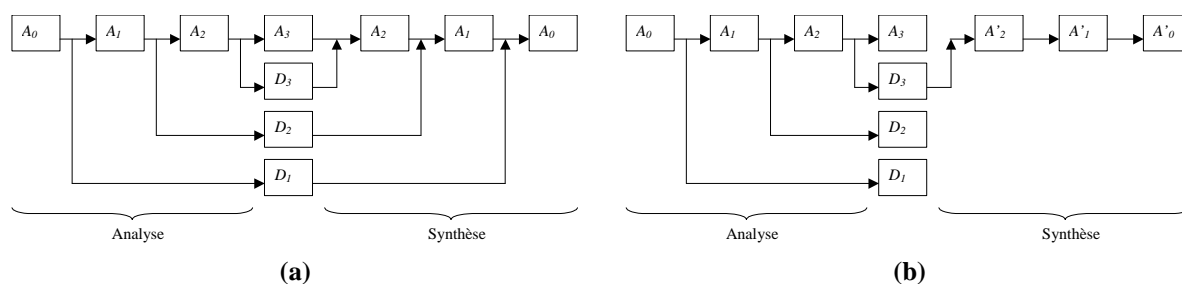 A0 A1 A2 A3 A2 A1 A0
D3
D2
D1
Analyse Synthèse
(a)
A0 A1 A2 A3 A'2 A'1 A'0
D3
D2
D1
Analyse Synthèse
(b)